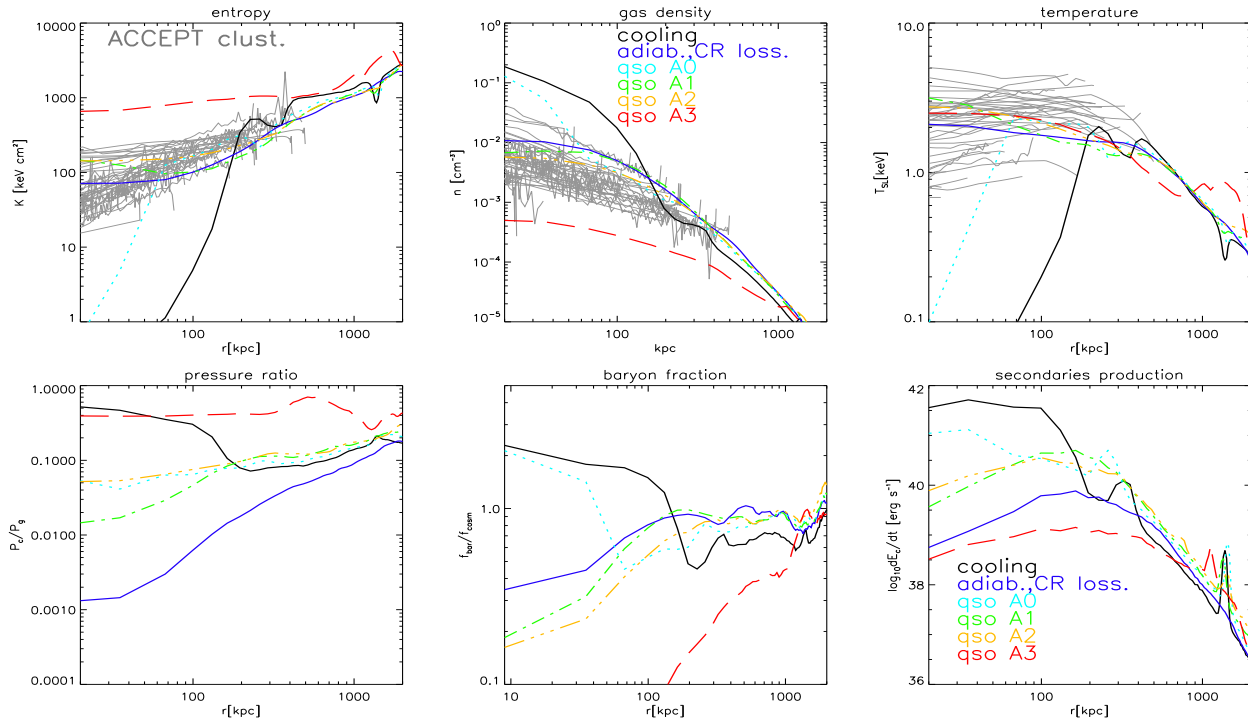 entropy
ACCEPT clust.
1000
100
10
1
K [keV cm²]
100
1000
r[kpc]
gas density
cooling
adiab.,CR loss.
qso A0
qso A1
qso A2
qso A3
10⁰
10⁻¹
10⁻²
10⁻³
10⁻⁴
10⁻⁵
n [cm⁻³]
100
1000
kpc
temperature
10.0
1.0
0.1
T_SL[keV]
100
1000
r[kpc]
pressure ratio
1.0000
0.1000
0.0100
0.0010
0.0001
P_c/P_g
100
1000
r[kpc]
baryon fraction
1.0
0.1
f_bar/f_cosm
10
100
1000
r[kpc]
secondaries production
42
41
40
39
38
37
36
log₁₀dE_c/dt [erg s⁻¹]
cooling
adiab.,CR loss.
qso A0
qso A1
qso A2
qso A3
100
1000
r[kpc]